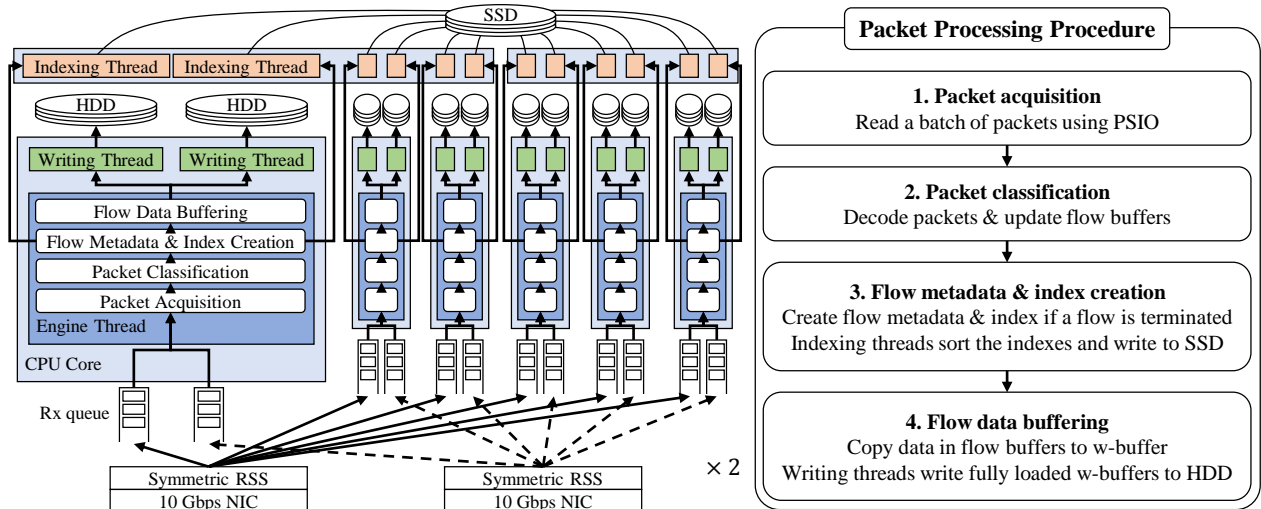 SSD
Indexing Thread
Indexing Thread
HDD
HDD
Writing Thread
Writing Thread
Flow Data Buffering
Flow Metadata & Index Creation
Packet Classification
Packet Acquisition
Engine Thread
CPU Core
Rx queue
Symmetric RSS
10 Gbps NIC
Symmetric RSS
10 Gbps NIC
× 2
Packet Processing Procedure
1. Packet acquisition
Read a batch of packets using PSIO
2. Packet classification
Decode packets & update flow buffers
3. Flow metadata & index creation
Create flow metadata & index if a flow is terminated
Indexing threads sort the indexes and write to SSD
4. Flow data buffering
Copy data in flow buffers to w-buffer
Writing threads write fully loaded w-buffers to HDD